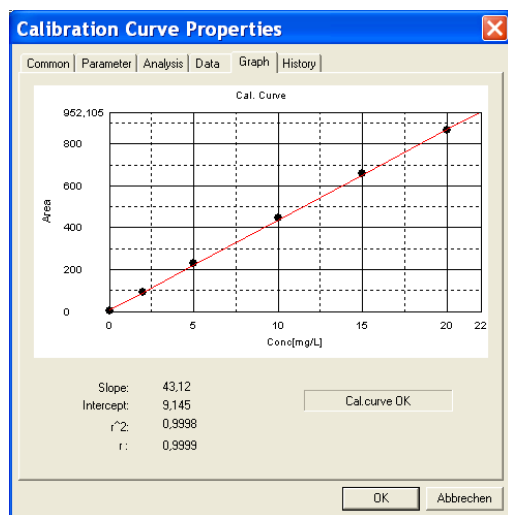 Calibration Curve Properties
Common Parameter Analysis Data Graph History
Cal. Curve
952,105
800
600
400
200
0
Area
0 5 10 15 20 22
Conc[mg/L]
Slope: 43,12
Intercept: 9,145
r^2: 0,9998
r : 0,9999
Cal.curve OK
OK Abbrechen